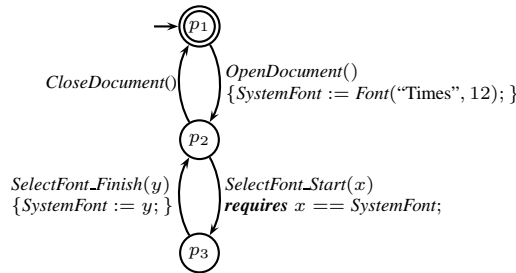 p₁
CloseDocument()
OpenDocument()
{SystemFont := Font(“Times”, 12); }
p₂
SelectFont_Finish(y)
{SystemFont := y; }
SelectFont_Start(x)
requires x == SystemFont;
p₃